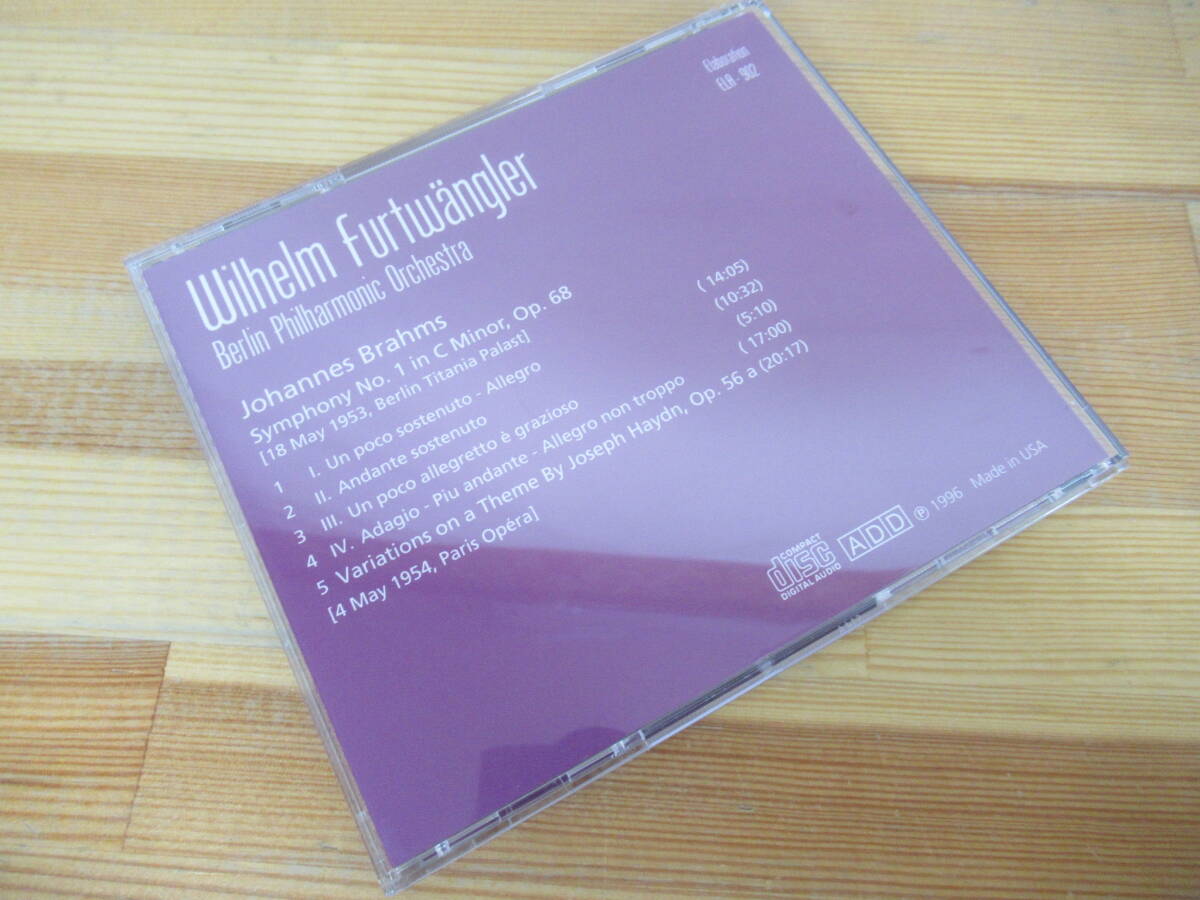 Elaboration
ELA - 902
Wilhelm Furtwängler
Berlin Philharmonic Orchestra
Johannes Brahms
Symphony No. 1 in C Minor, Op. 68
[18 May 1953, Berlin Titania Palast]
1 I. Un poco sostenuto - Allegro ( 14:05)
2 II. Andante sostenuto (10:32)
3 III. Un poco allegretto è grazioso (5:10)
4 IV. Adagio - Piu andante - Allegro non troppo ( 17:00)
5 Variations on a Theme By Joseph Haydn, Op. 56 a (20:17)
[4 May 1954, Paris Opéra]
COMPACT
disc
DIGITAL AUDIO
ADD
℗ 1996 Made in USA